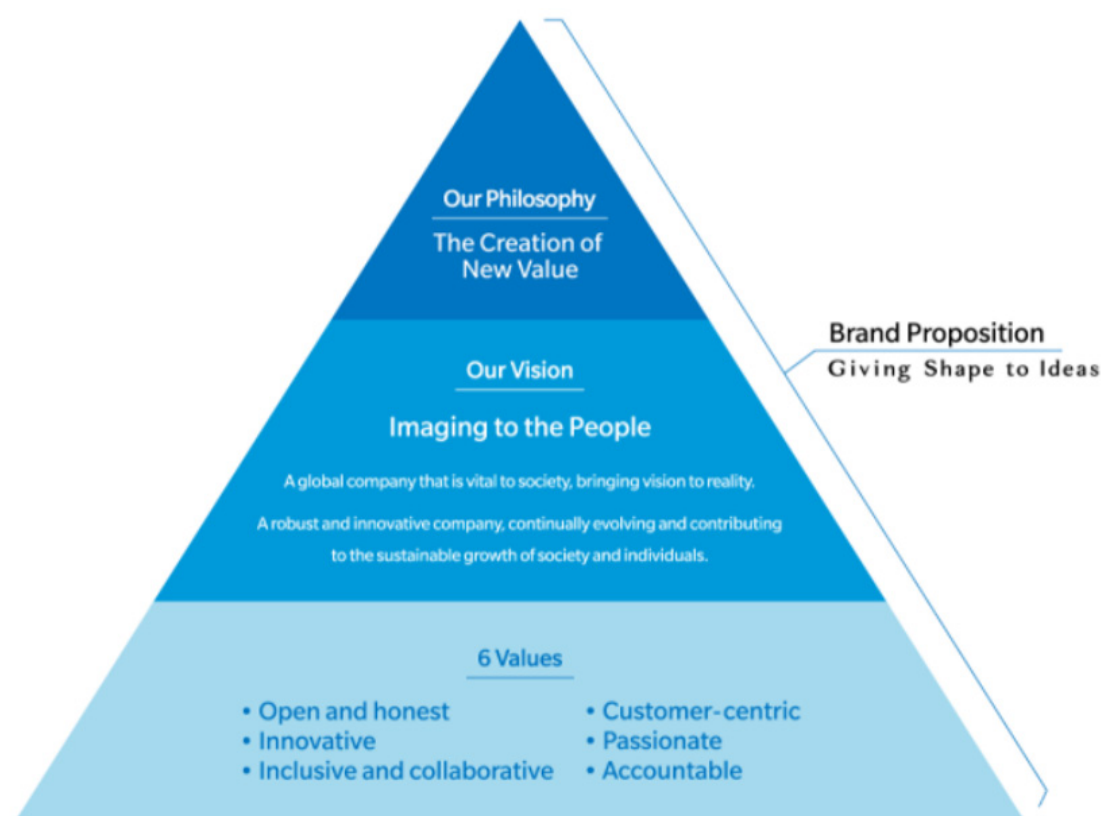 Our Philosophy
The Creation of
New Value
Our Vision
Imaging to the People
A global company that is vital to society, bringing vision to reality.
A robust and innovative company, continually evolving and contributing
to the sustainable growth of society and individuals.
6 Values
• Open and honest
• Innovative
• Inclusive and collaborative
• Customer-centric
• Passionate
• Accountable
Brand Proposition
Giving Shape to Ideas